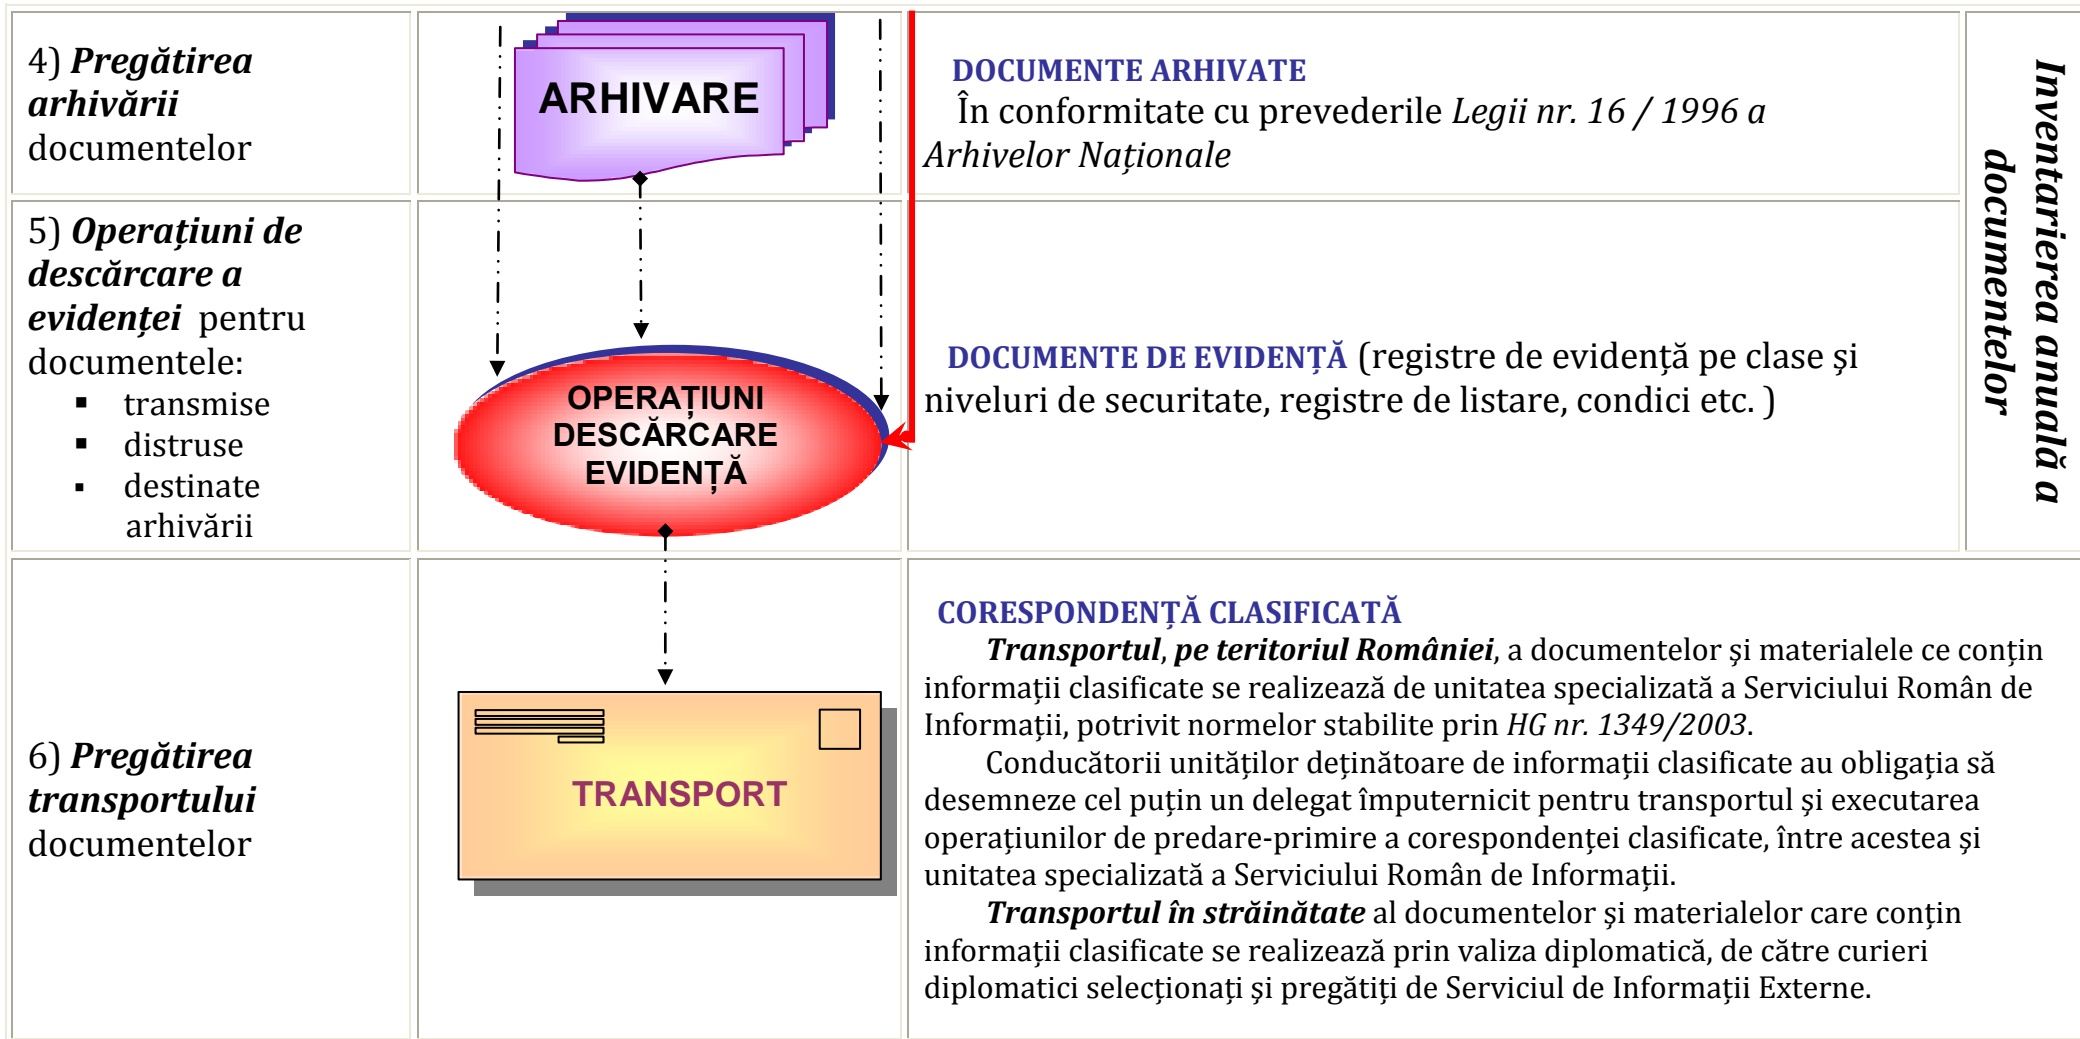 4) Pregătirea
arhivării
documentelor
ARHIVARE
DOCUMENTE ARHIVATE
În conformitate cu prevederile Legii nr. 16 / 1996 a
Arhivelor Naționale
Inventarierea anuală a
documentelor
5) Operațiuni de
descărcare a
evidenței pentru
documentele:
▪ transmise
▪ distruse
▪ destinate
arhivării
OPERAȚIUNI
DESCĂRCARE
EVIDENȚĂ
DOCUMENTE DE EVIDENȚĂ (registre de evidență pe clase și
niveluri de securitate, registre de listare, condici etc. )
6) Pregătirea
transportului
documentelor
TRANSPORT
CORESPONDENȚĂ CLASIFICATĂ
Transportul, pe teritoriul României, a documentelor și materialele ce conțin
informații clasificate se realizează de unitatea specializată a Serviciului Român de
Informații, potrivit normelor stabilite prin HG nr. 1349/2003.
Conducătorii unităților deținătoare de informații clasificate au obligația să
desemneze cel puțin un delegat împuternicit pentru transportul și executarea
operațiunilor de predare-primire a corespondenței clasificate, între acestea și
unitatea specializată a Serviciului Român de Informații.
Transportul în străinătate al documentelor și materialelor care conțin
informații clasificate se realizează prin valiza diplomatică, de către curieri
diplomatici selecționați și pregătiți de Serviciul de Informații Externe.